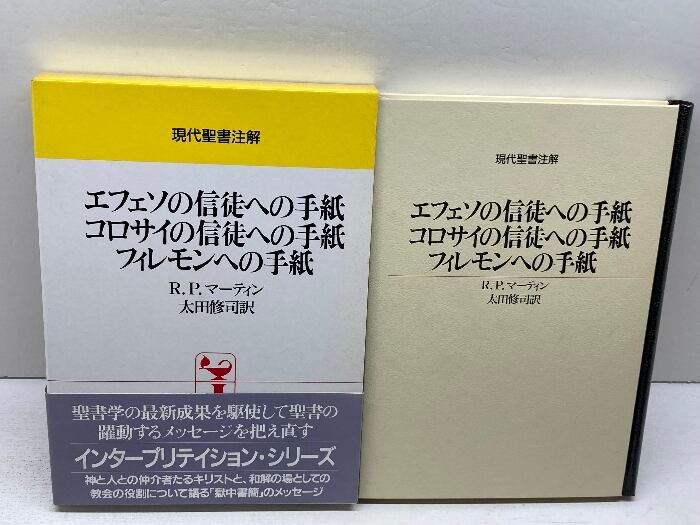 現代聖書注解
エフェソの信徒への手紙
コロサイの信徒への手紙
フィレモンへの手紙
R.P.マーティン
太田修司訳
聖書学の最新成果を駆使して聖書の
躍動するメッセージを把え直す
インタープリテイション・シリーズ
神と人との仲介者たるキリストと、和解の場としての
教会の役割について語る「獄中書簡」のメッセージ
現代聖書注解
エフェソの信徒への手紙
コロサイの信徒への手紙
フィレモンへの手紙
R.P.マーティン
太田修司訳